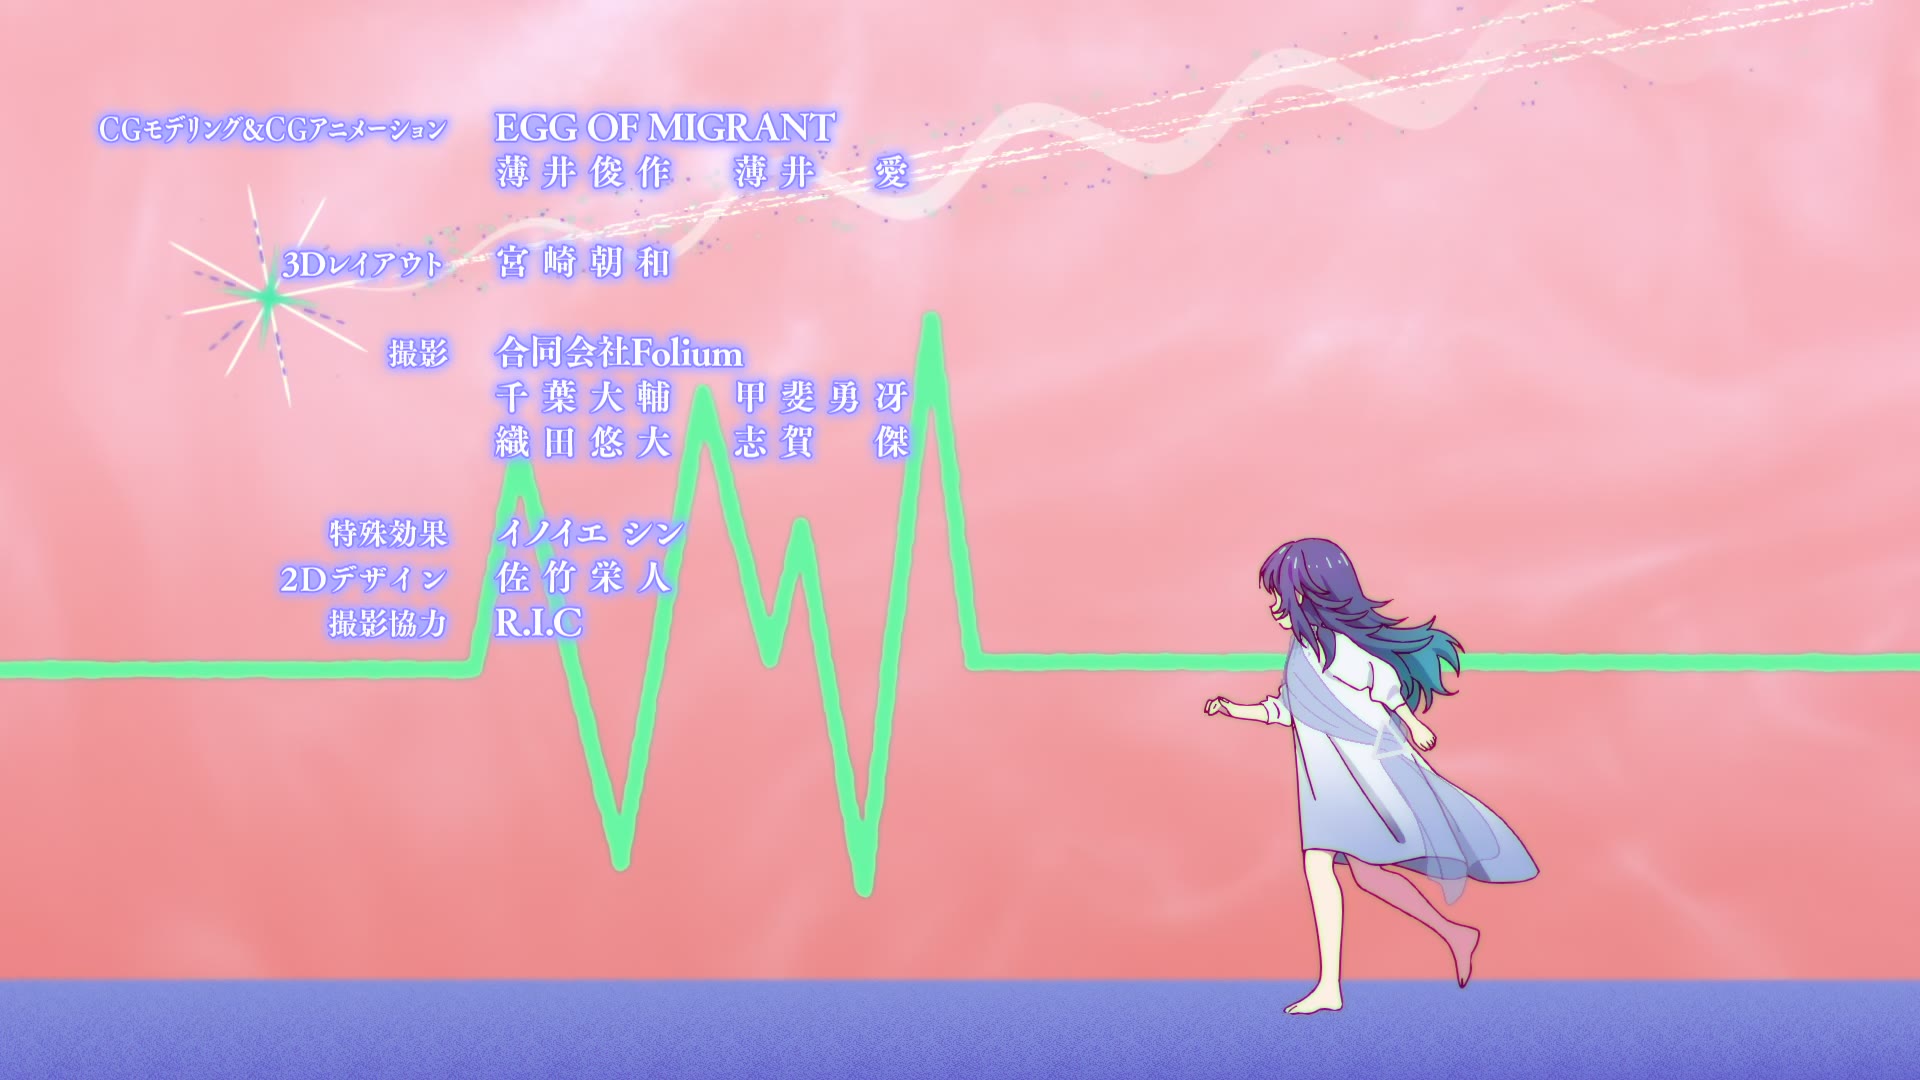 CGモデリング&CGアニメーション EGG OF MIGRANT
薄井俊作 薄井 愛
3Dレイアウト 宮崎朝和
撮影 合同会社Folium
千葉大輔 甲斐勇冴
織田悠大 志賀 傑
特殊効果 イノイエ シン
2Dデザイン 佐竹栄人
撮影協力 R.I.C